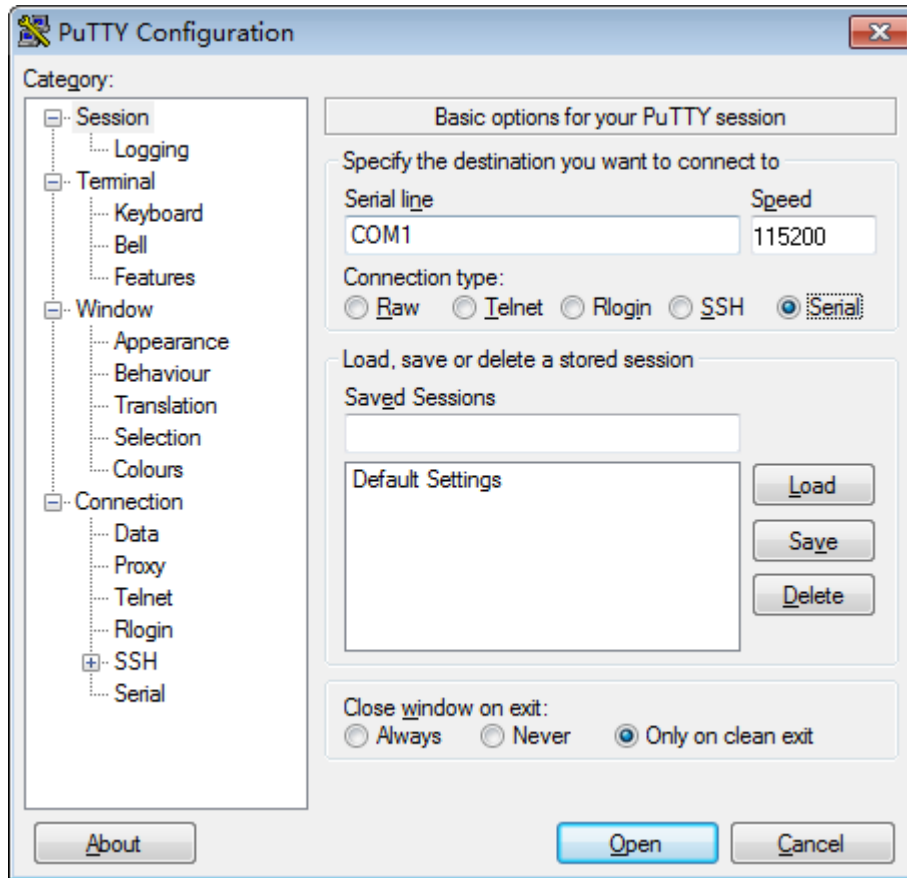 PuTTY Configuration
Category:
Session
Logging
Terminal
Keyboard
Bell
Features
Window
Appearance
Behaviour
Translation
Selection
Colours
Connection
Data
Proxy
Telnet
Rlogin
SSH
Serial
Basic options for your PuTTY session
Specify the destination you want to connect to
Serial line Speed
COM1 115200
Connection type:
Raw Telnet Rlogin SSH Serial
Load, save or delete a stored session
Saved Sessions
Default Settings
Load
Save
Delete
Close window on exit:
Always Never Only on clean exit
About Open Cancel